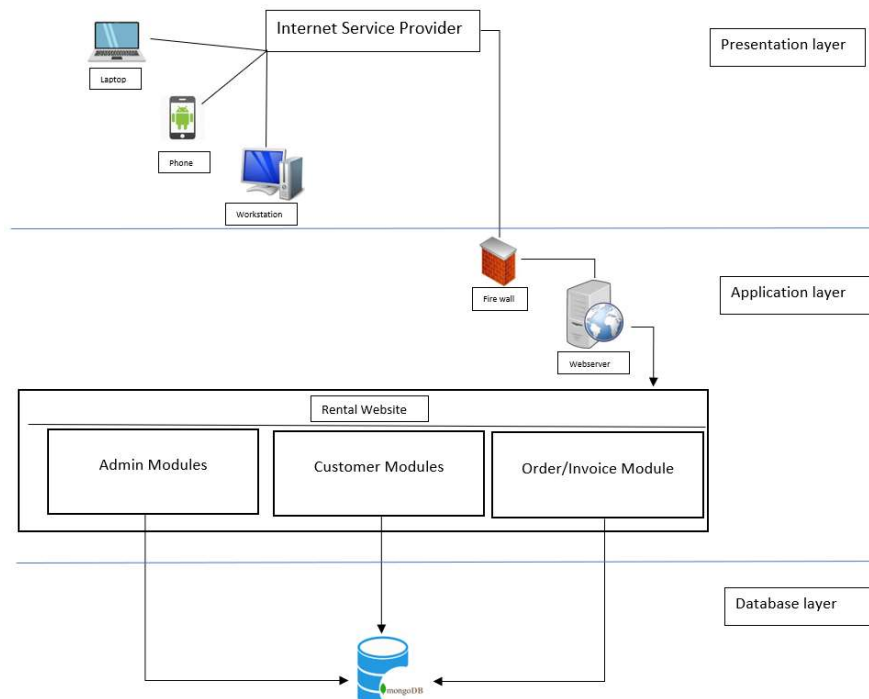 Internet Service Provider
Presentation layer
Laptop
Phone
Workstation
Fire wall
Application layer
Webserver
Rental Website
Admin Modules
Customer Modules
Order/Invoice Module
Database layer
mongoDB